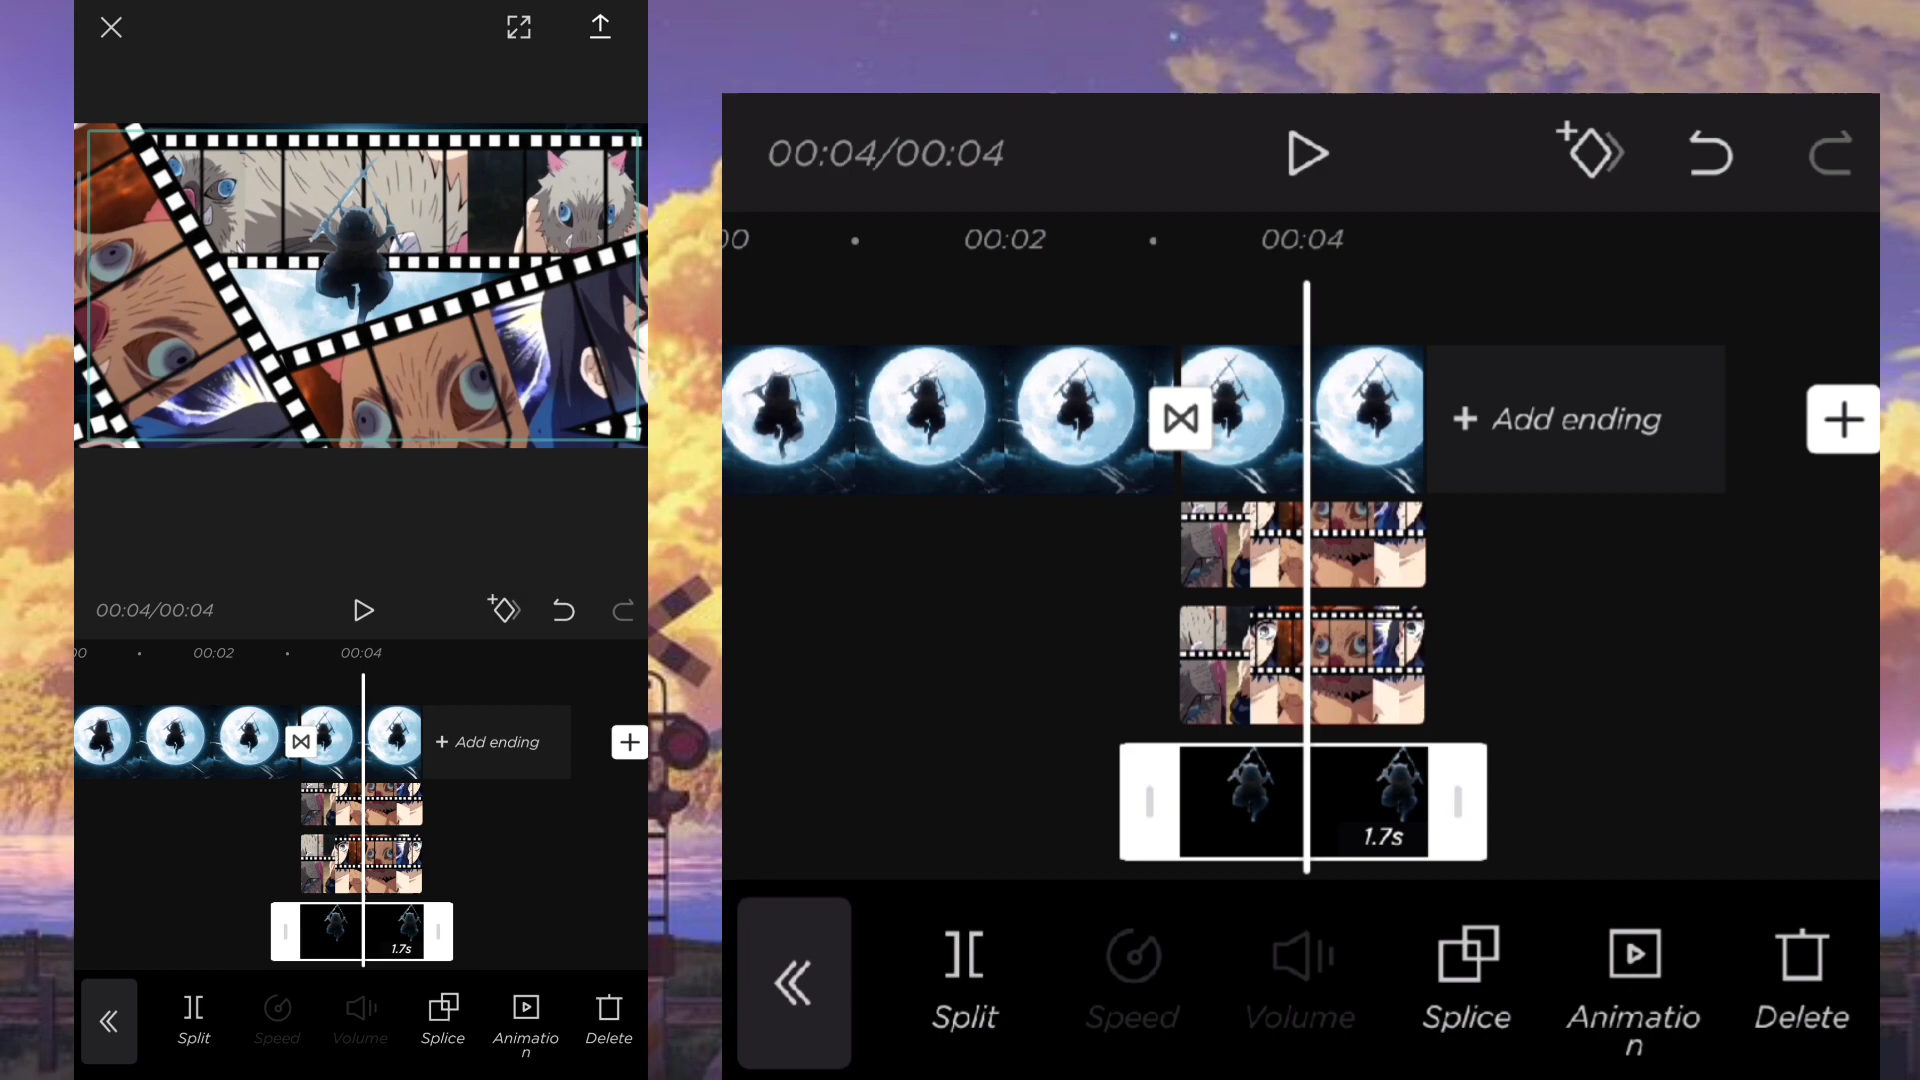 00:04/00:04
00 • 00:02 • 00:04
+ Add ending
1.7s
Split
Speed
Volume
Splice
Animatio
n
Delete
00:04/00:04
00 • 00:02 • 00:04
+ Add ending
1.7s
Split
Speed
Volume
Splice
Animatio
n
Delete